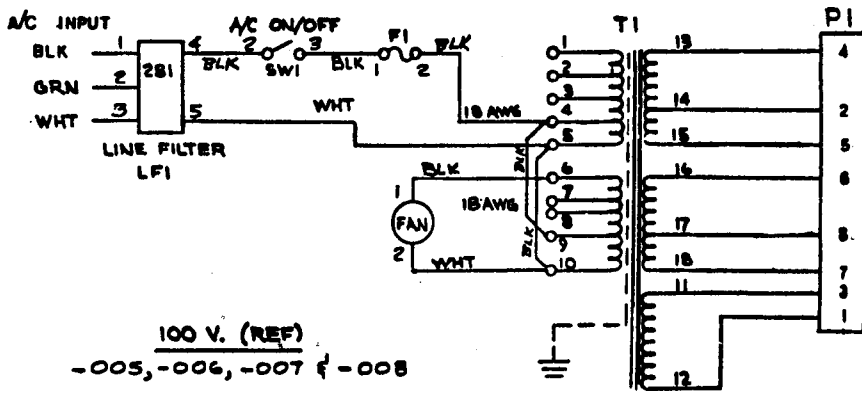 A/C INPUT
A/C ON/OFF
F1
T1
P1
BLK
1
4
BLK
2
3
SW1
BLK
1
2
BLK
1
13
4
2
2B1
2
GRN
3
14
2
WHT
3
5
WHT
18 AWG
4
15
5
5
LINE FILTER
LF1
BLK
BLK
6
16
6
1
18 AWG
7
FAN
8
17
8
BLK
9
2
WHT
10
18
7
11
3
1
100 V. (REF)
-005, -006, -007 & -008
12